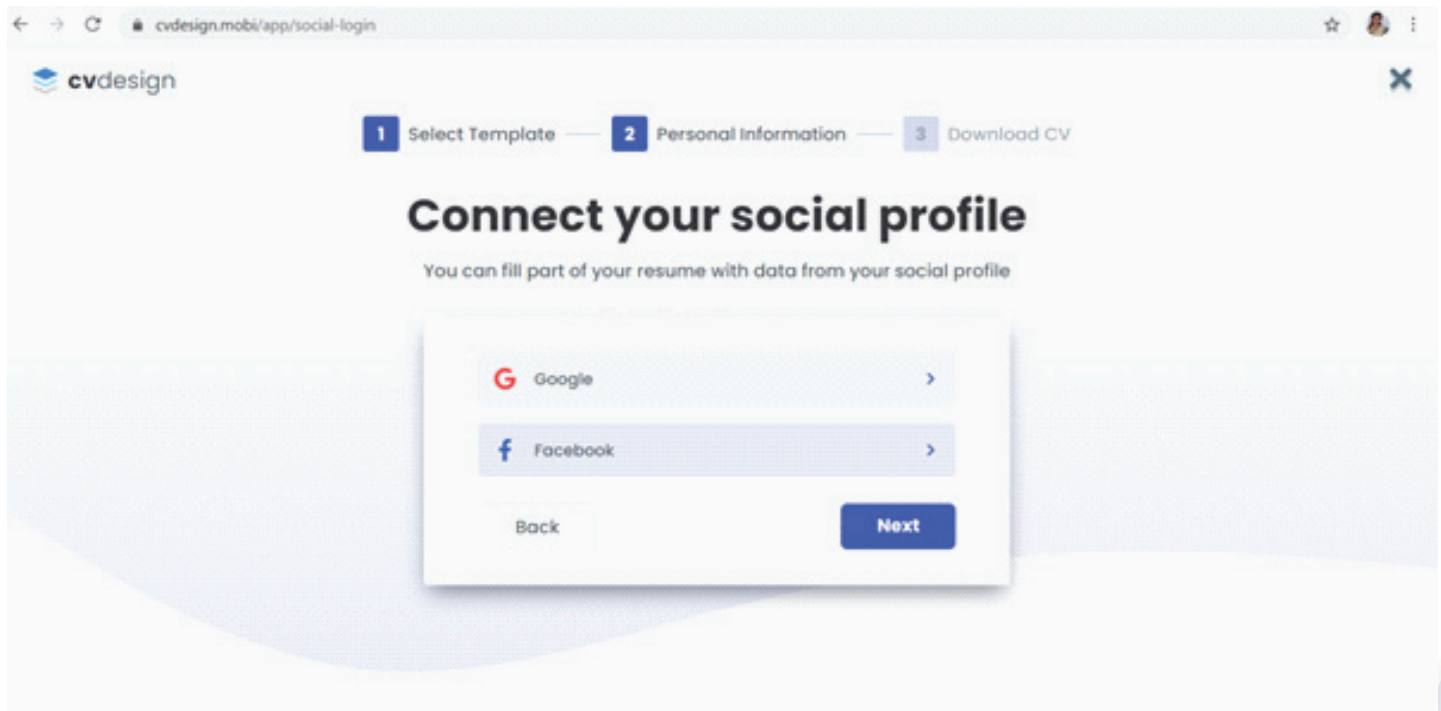 cvdesign.mobi/app/social-login
cvdesign
1 Select Template 2 Personal Information 3 Download CV
Connect your social profile
You can fill part of your resume with data from your social profile
G Google
f Facebook
Back Next